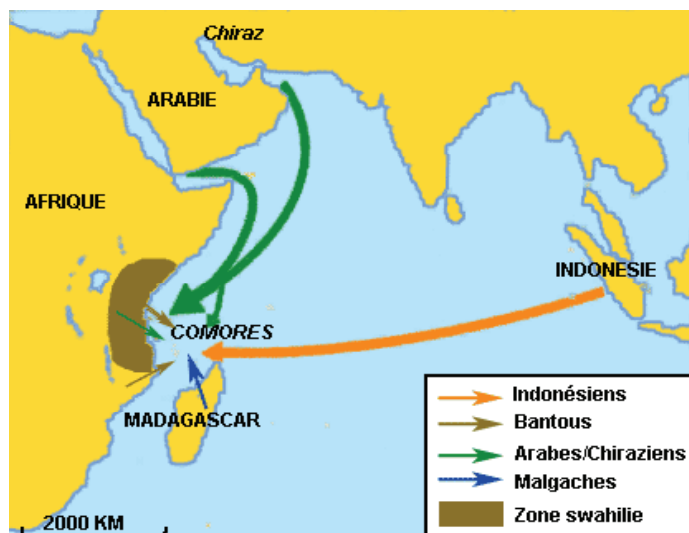 Chiraz
ARABIE
AFRIQUE
INDONESIE
COMORES
MADAGASCAR
Indonésiens
Bantous
Arabes/Chiraziens
Malgaches
Zone swahilie
2000 KM